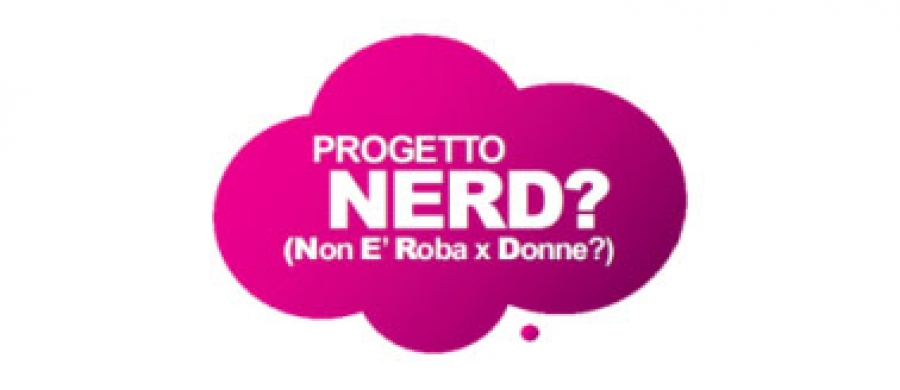 PROGETTO
NERD?
(Non E' Roba x Donne?)